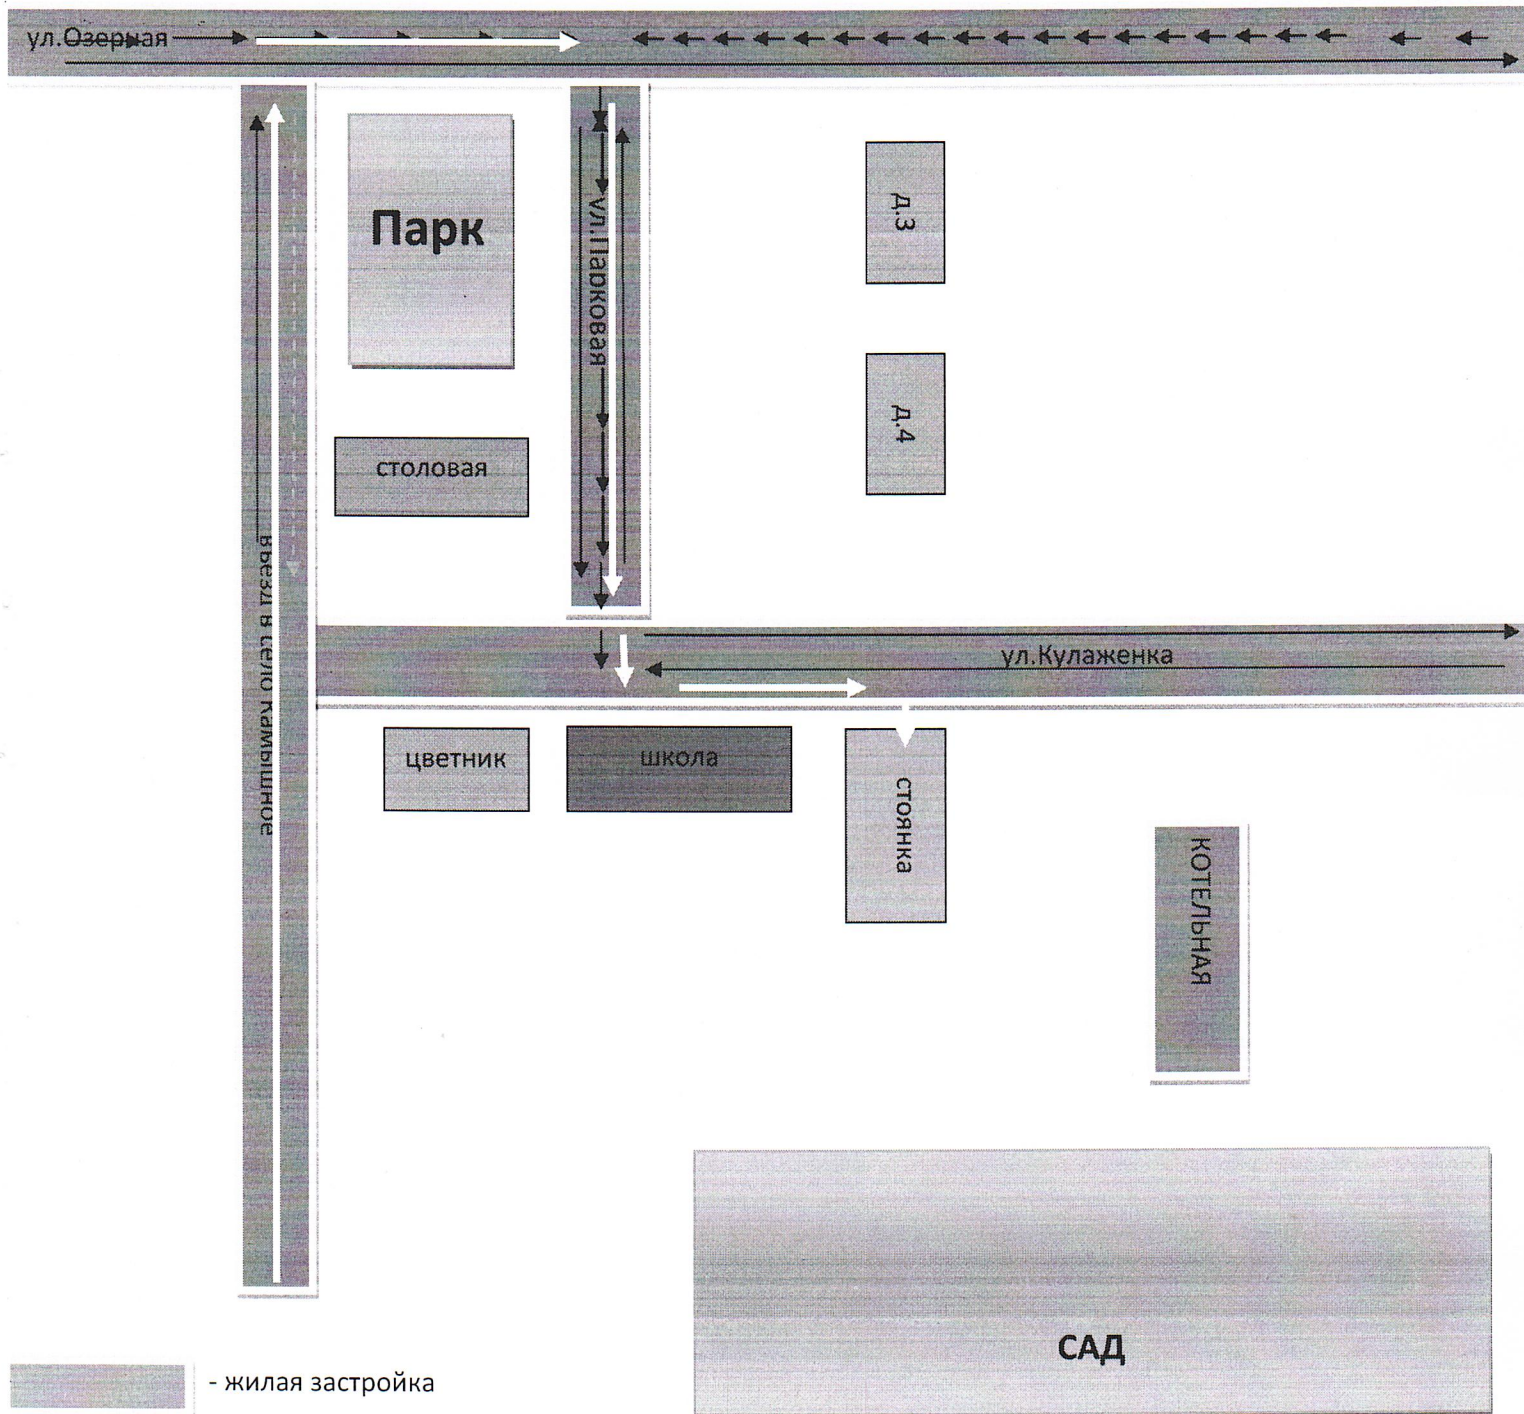 ул.Озерная
Парк
ул.Парковая
д.3
д.4
столовая
въезд в село камышное
ул.Кулаженка
цветник
школа
стоянка
КОТЕЛЬНАЯ
САД
- жилая застройка